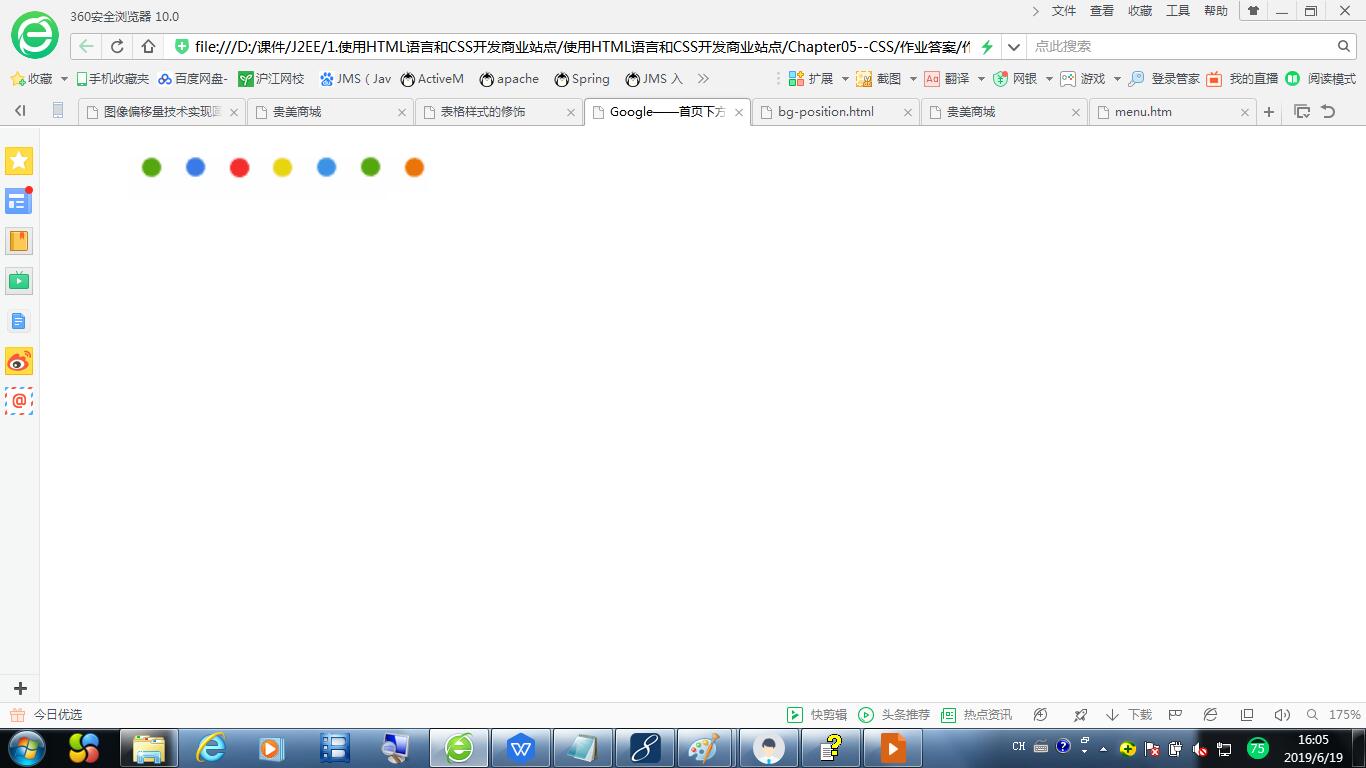 360安全浏览器 10.0
文件 查看 收藏 工具 帮助
file:///D:/课件/J2EE/1.使用HTML语言和CSS开发商业站点/使用HTML语言和CSS开发商业站点/Chapter05--CSS/作业答案/作
点此搜索
收藏 手机收藏夹 百度网盘- 沪江网校 JMS ( Jav ActiveM apache Spring JMS 入 扩展 截图 Aä 翻译 网银 游戏 登录管家 我的直播 阅读模式
图像偏移量技术实现 贵美商城 表格样式的修饰 Google——首页下方 bg-position.html 贵美商城 menu.htm
@
今日优选 快剪辑 头条推荐 热点资讯 下载 175%
CH 75 16:05
2019/6/19